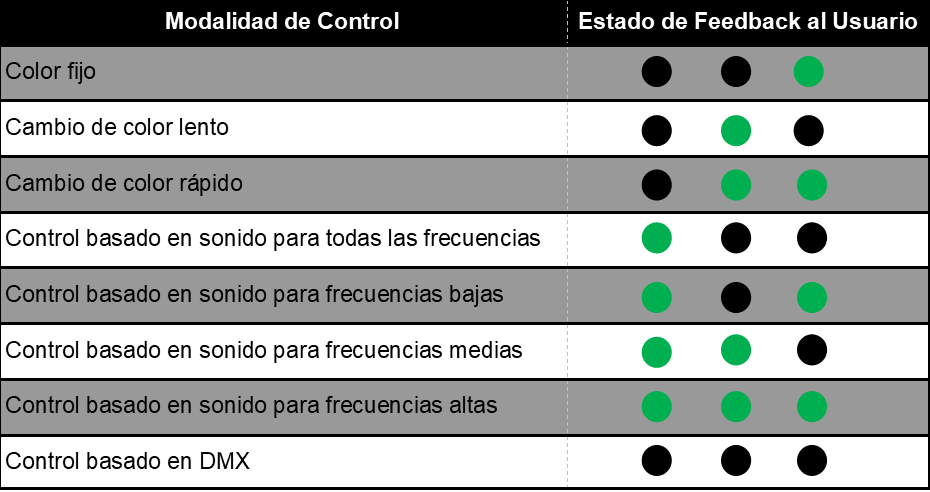 Modalidad de Control
Estado de Feedback al Usuario
Color fijo
Cambio de color lento
Cambio de color rápido
Control basado en sonido para todas las frecuencias
Control basado en sonido para frecuencias bajas
Control basado en sonido para frecuencias medias
Control basado en sonido para frecuencias altas
Control basado en DMX